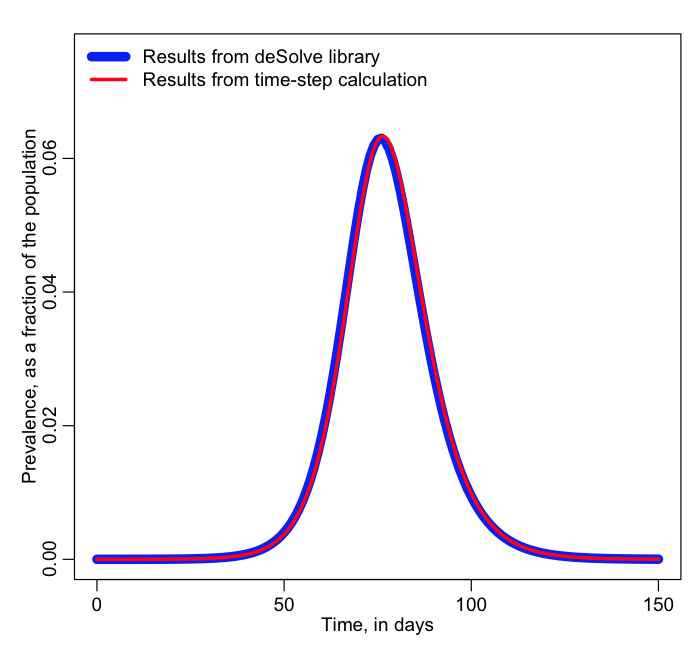 Results from deSolve library
Results from time-step calculation
Prevalence, as a fraction of the population
0.06
0.04
0.02
0.00
0
50
100
150
Time, in days